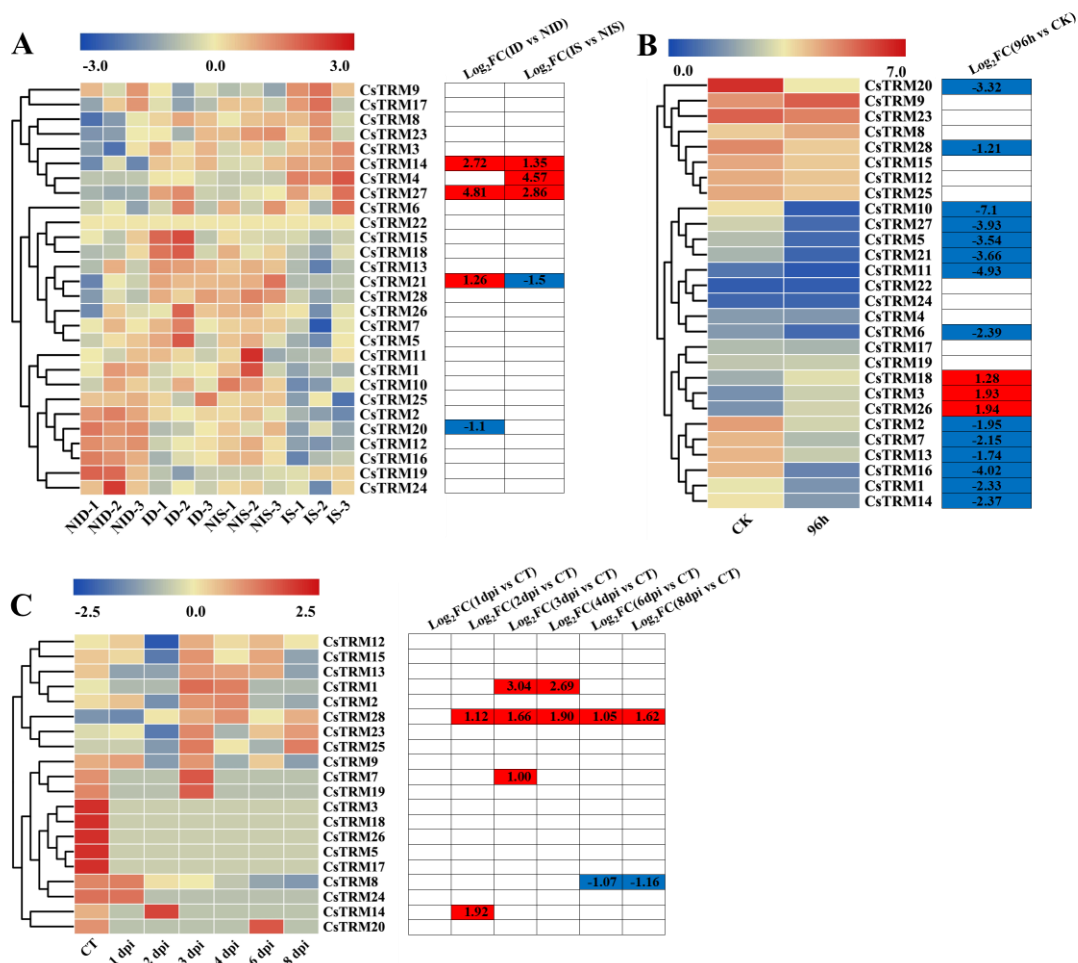 A
-3.0 0.0 3.0
Log2FC(ID vs NID)
Log2FC(IS vs NIS)
CsTRM9
CsTRM17
CsTRM8
CsTRM23
CsTRM3
CsTRM14 2.72 1.35
CsTRM4 4.57
CsTRM27 4.81 2.86
CsTRM6
CsTRM22
CsTRM15
CsTRM18
CsTRM13
CsTRM21 1.26 -1.5
CsTRM28
CsTRM26
CsTRM7
CsTRM5
CsTRM11
CsTRM1
CsTRM10
CsTRM25
CsTRM2
CsTRM20 -1.1
CsTRM12
CsTRM16
CsTRM19
CsTRM24
NID-1 NID-2 NID-3 ID-1 ID-2 ID-3 NIS-1 NIS-2 NIS-3 IS-1 IS-2 IS-3
B
0.0 7.0
Log2FC(96h vs CK)
CsTRM20 -3.32
CsTRM9
CsTRM23
CsTRM8
CsTRM28 -1.21
CsTRM15
CsTRM12
CsTRM25
CsTRM10 -7.1
CsTRM27 -3.93
CsTRM5 -3.54
CsTRM21 -3.66
CsTRM11 -4.93
CsTRM22
CsTRM24
CsTRM4
CsTRM6 -2.39
CsTRM17
CsTRM19
CsTRM18 1.28
CsTRM3 1.93
CsTRM26 1.94
CsTRM2 -1.95
CsTRM7 -2.15
CsTRM13 -1.74
CsTRM16 -4.02
CsTRM1 -2.33
CsTRM14 -2.37
CK 96h
C
-2.5 0.0 2.5
Log2FC(1dpi vs CT)
Log2FC(2dpi vs CT)
Log2FC(3dpi vs CT)
Log2FC(4dpi vs CT)
Log2FC(6dpi vs CT)
Log2FC(8dpi vs CT)
CsTRM12
CsTRM15
CsTRM13
CsTRM1 3.04 2.69
CsTRM2
CsTRM28 1.12 1.66 1.90 1.05 1.62
CsTRM23
CsTRM25
CsTRM9
CsTRM7 1.00
CsTRM19
CsTRM3
CsTRM18
CsTRM26
CsTRM5
CsTRM17
CsTRM8 -1.07 -1.16
CsTRM24
CsTRM14 1.92
CsTRM20
CT 1 dpi 2 dpi 3 dpi 4 dpi 6 dpi 8 dpi